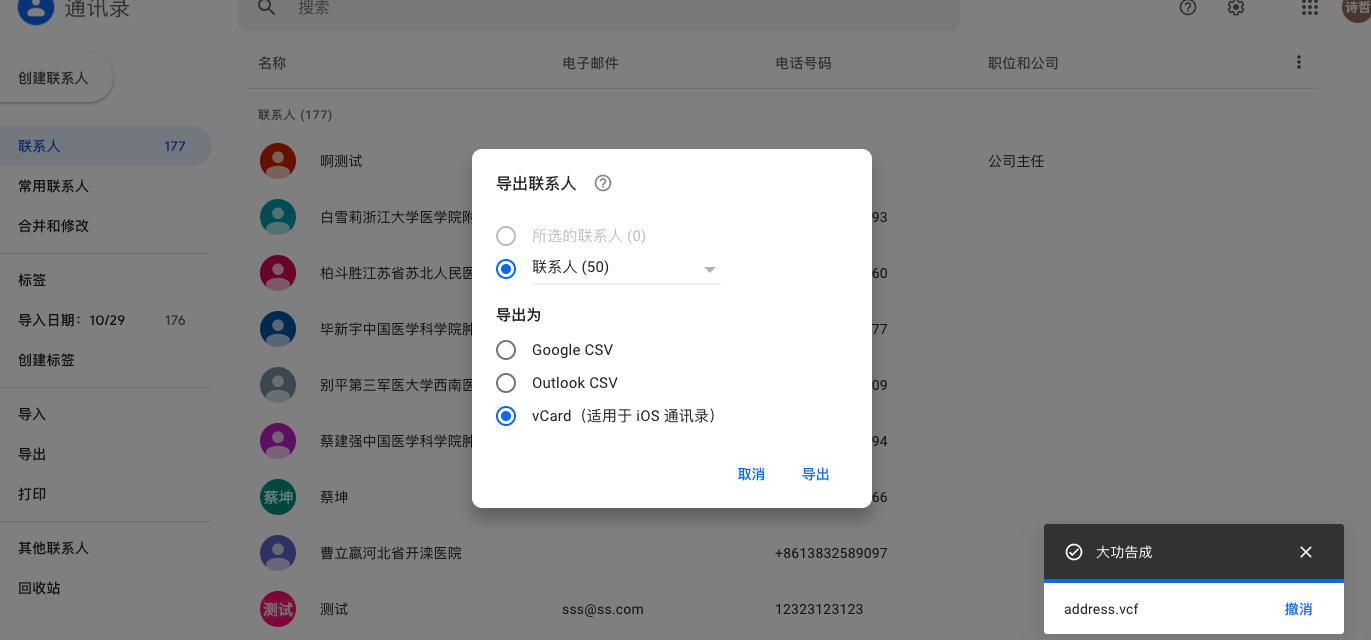 通讯录
搜索
诗哲
创建联系人
名称 电子邮件 电话号码 职位和公司
联系人 (177)
联系人 177
常用联系人
合并和修改
标签
导入日期：10/29 176
创建标签
导入
导出
打印
其他联系人
回收站
啊测试 公司主任
白雪莉浙江大学医学院附 93
柏斗胜江苏省苏北人民医 60
毕新宇中国医学科学院肿 77
别平第三军医大学西南医 09
蔡建强中国医学科学院肿 94
蔡坤 蔡坤 66
曹立嬴河北省开滦医院 +8613832589097
测试 测试 sss@ss.com 12323123123
导出联系人
所选的联系人 (0)
联系人 (50)
导出为
Google CSV
Outlook CSV
vCard（适用于 iOS 通讯录）
取消 导出
大功告成
address.vcf 撤消